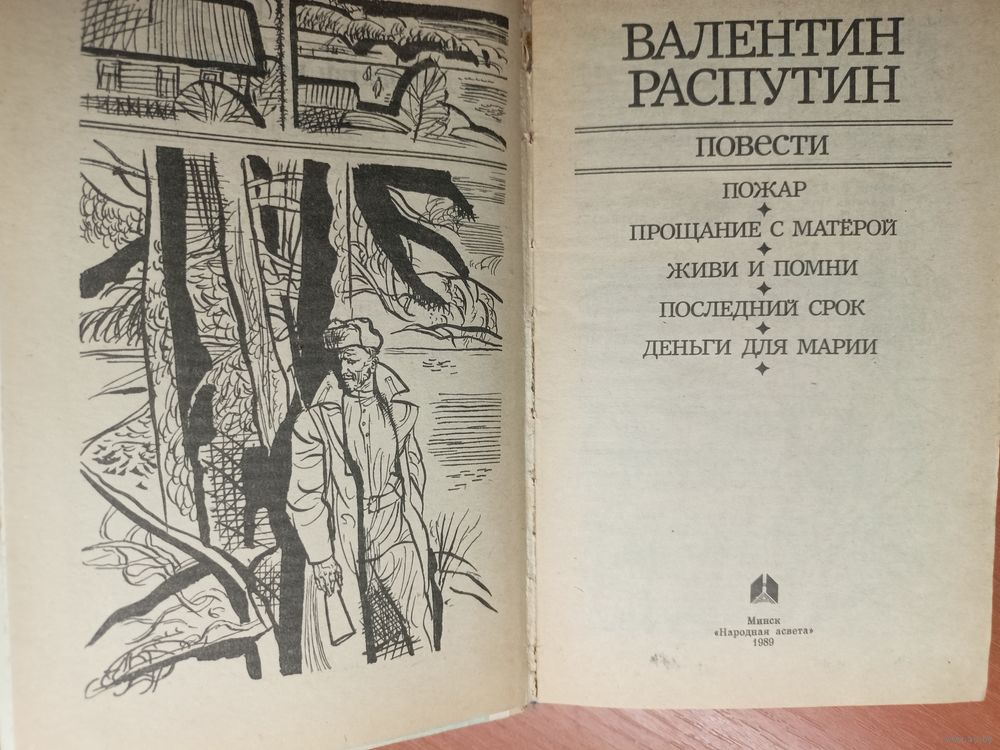 ВАЛЕНТИН
РАСПУТИН
ПОВЕСТИ
ПОЖАР
ПРОЩАНИЕ С МАТЁРОЙ
ЖИВИ И ПОМНИ
ПОСЛЕДНИЙ СРОК
ДЕНЬГИ ДЛЯ МАРИИ
Минск
«Народная асвета»
1989